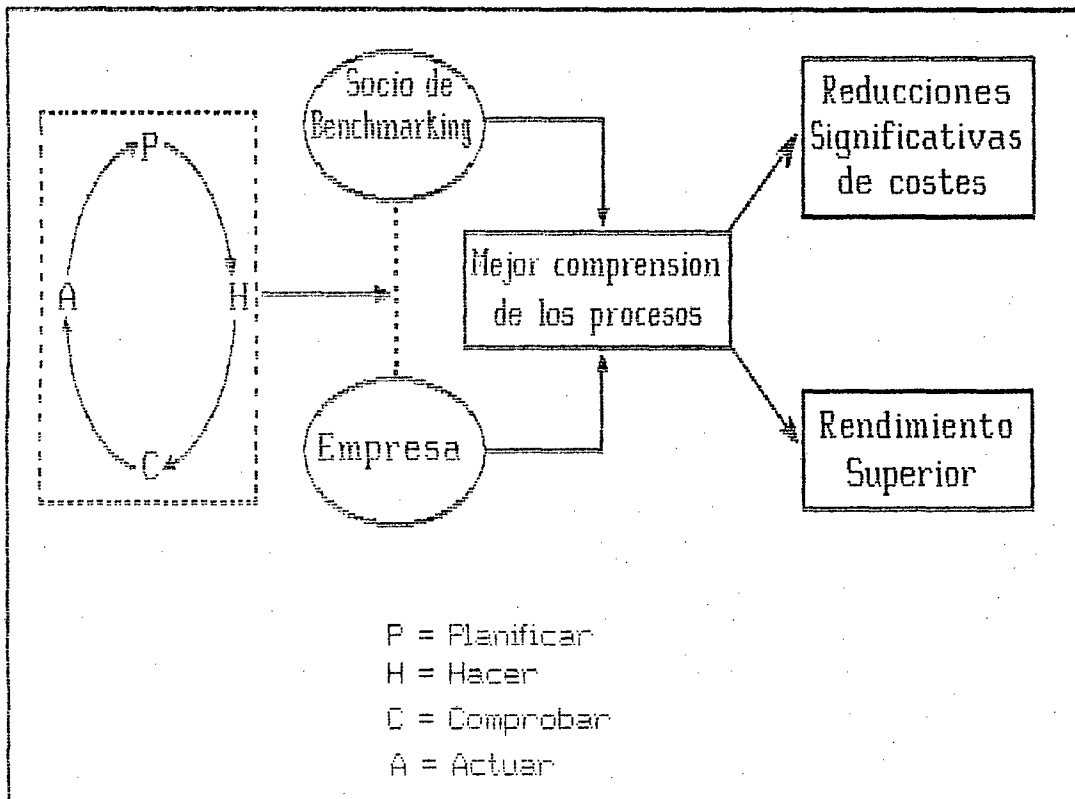 P
H
C
A
Socio de
Benchmarking
Empresa
Mejor comprension
de los procesos
Reducciones
Significativas
de costes
Rendimiento
Superior
P = Planificar
H = Hacer
C = Comprobar
A = Actuar